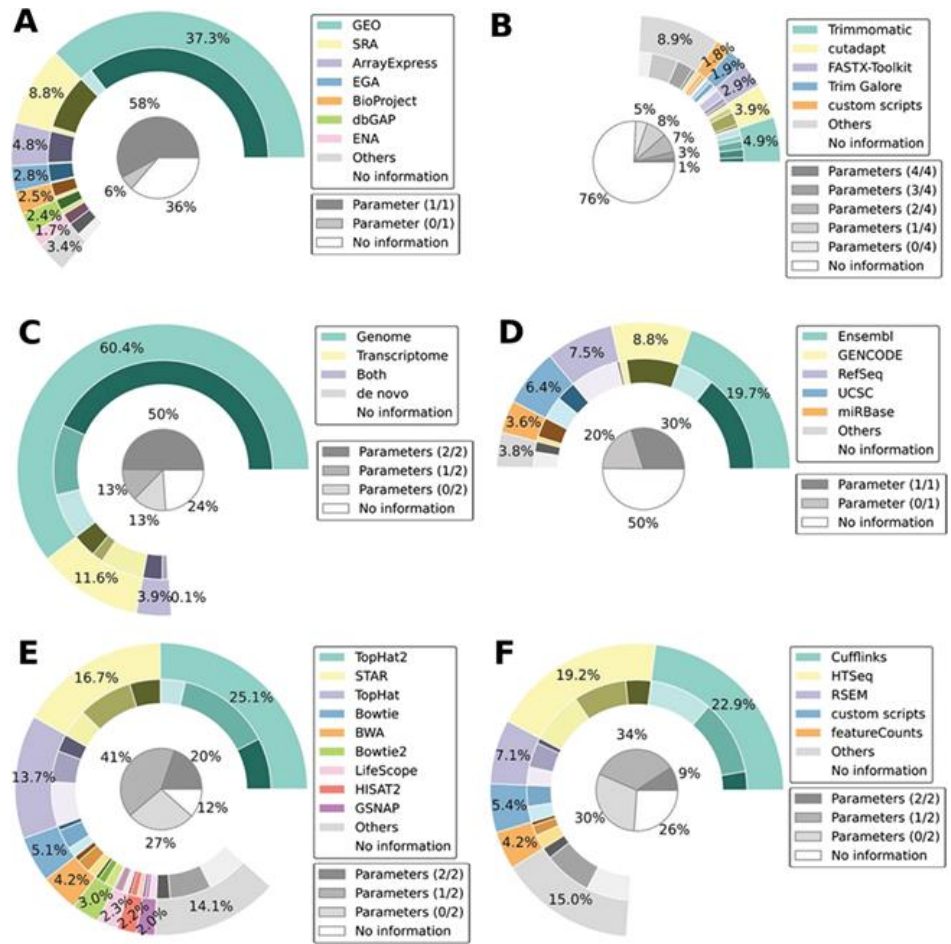 A
37.3%
8.8%
4.8%
2.8%
2.5%
2.4%
1.7%
3.4%
58%
6%
36%
GEO
SRA
ArrayExpress
EGA
BioProject
dbGAP
ENA
Others
No information
Parameter (1/1)
Parameter (0/1)
No information
B
8.9%
1.8%
1.9%
2.9%
3.9%
4.9%
5%
8%
7%
3%
1%
76%
Trimmomatic
cutadapt
FASTX-Toolkit
Trim Galore
custom scripts
Others
No information
Parameters (4/4)
Parameters (3/4)
Parameters (2/4)
Parameters (1/4)
Parameters (0/4)
No information
C
60.4%
11.6%
3.9%
0.1%
50%
13%
13%
24%
Genome
Transcriptome
Both
de novo
No information
Parameters (2/2)
Parameters (1/2)
Parameters (0/2)
No information
D
8.8%
7.5%
6.4%
3.6%
3.8%
19.7%
20%
30%
50%
Ensembl
GENCODE
RefSeq
UCSC
miRBase
Others
No information
Parameter (1/1)
Parameter (0/1)
No information
E
16.7%
25.1%
13.7%
5.1%
4.2%
3.0%
2.3%
2.2%
2.0%
14.1%
41%
20%
12%
27%
TopHat2
STAR
TopHat
Bowtie
BWA
Bowtie2
LifeScope
HISAT2
GSNAP
Others
No information
Parameters (2/2)
Parameters (1/2)
Parameters (0/2)
No information
F
19.2%
22.9%
7.1%
5.4%
4.2%
15.0%
34%
9%
30%
26%
Cufflinks
HTSeq
RSEM
custom scripts
featureCounts
Others
No information
Parameters (2/2)
Parameters (1/2)
Parameters (0/2)
No information